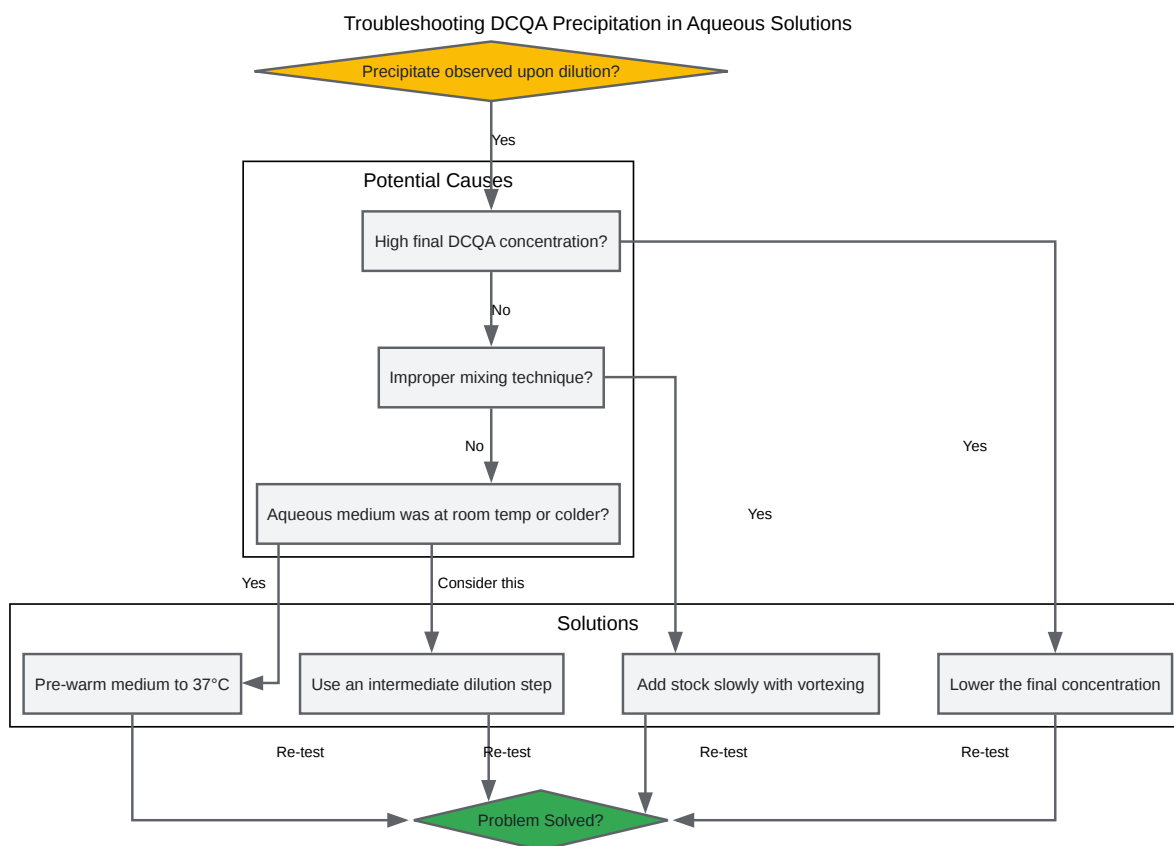 Troubleshooting DCQA Precipitation in Aqueous Solutions
Precipitate observed upon dilution?
Yes
Potential Causes
High final DCQA concentration?
No
Improper mixing technique?
No
Yes
Aqueous medium was at room temp or colder?
Yes
Yes
Consider this
Solutions
Pre-warm medium to 37°C
Use an intermediate dilution step
Add stock slowly with vortexing
Lower the final concentration
Re-test
Re-test
Re-test
Re-test
Problem Solved?